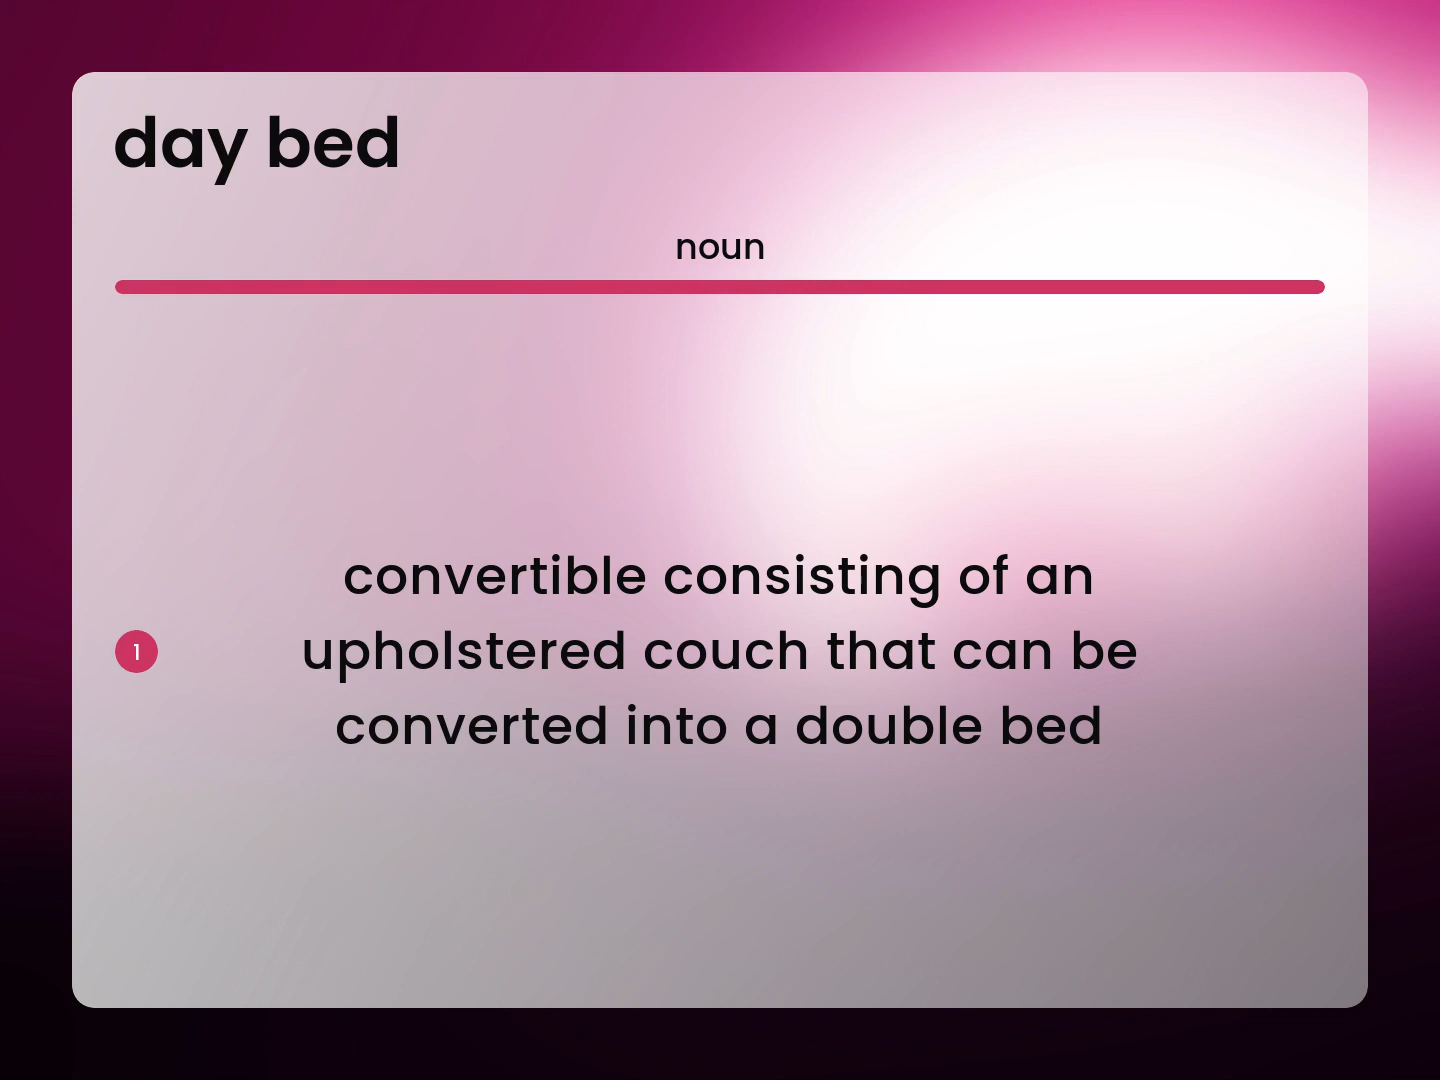 day bed
noun
convertible consisting of an
1 upholstered couch that can be
converted into a double bed